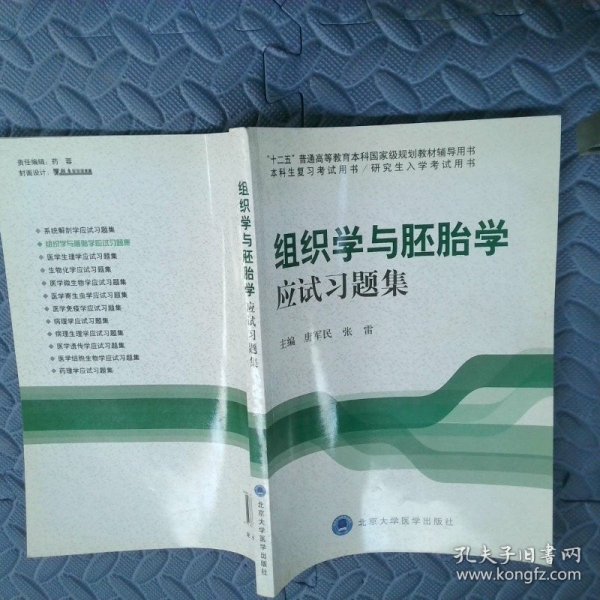 责任编辑：药 蓉
封面设计：
系统解剖学应试习题集
组织学与胚胎学应试习题集
医学生理学应试习题集
生物化学应试习题集
医学微生物学应试习题集
医学寄生虫学应试习题集
医学免疫学应试习题集
病理学应试习题集
病理生理学应试习题集
医学遗传学应试习题集
医学细胞生物学应试习题集
药理学应试习题集
组织学与胚胎学应试习题集
北京大学医学出版社
“十二五”普通高等教育本科国家级规划教材辅导用书
本科生复习考试用书/研究生入学考试用书
组织学与胚胎学
应试习题集
主编 唐军民 张 雷
北京大学医学出版社
孔夫子旧书网
www.kongfz.com